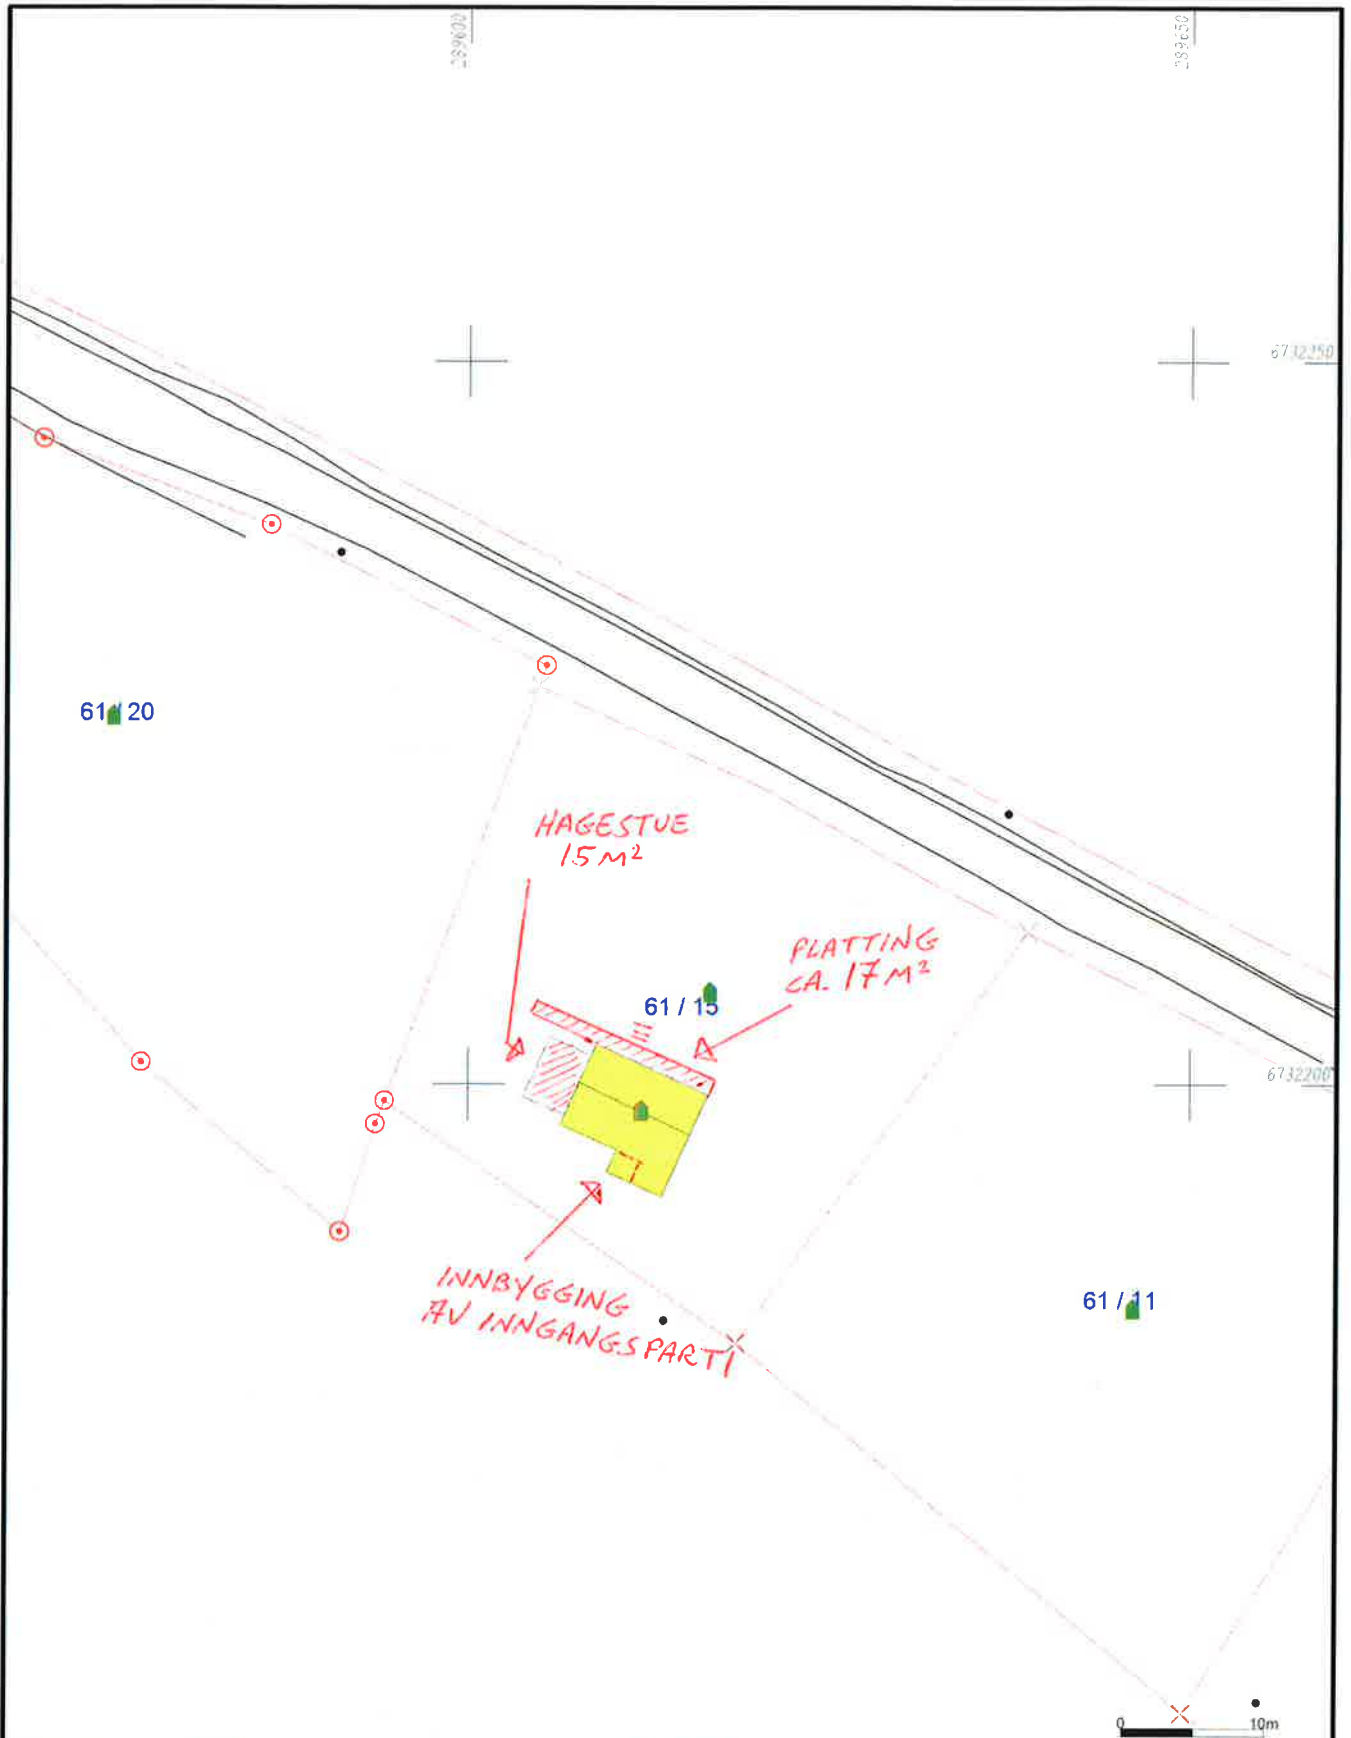 289600
289650
6732250
61 / 20
HAGESTUE
15 M²
PLATTING
CA. 17 M²
61 / 15
6732200
INNBYGGING
AV INNGANGSPARTI
61 / 11
0 10m